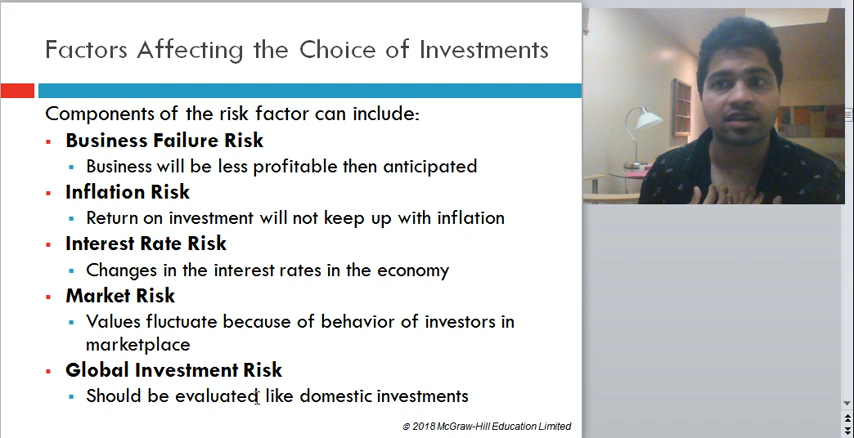 Factors Affecting the Choice of Investments
Components of the risk factor can include:
Business Failure Risk
Business will be less profitable then anticipated
Inflation Risk
Return on investment will not keep up with inflation
Interest Rate Risk
Changes in the interest rates in the economy
Market Risk
Values fluctuate because of behavior of investors in
marketplace
Global Investment Risk
Should be evaluated like domestic investments
© 2018 McGraw-Hill Education Limited